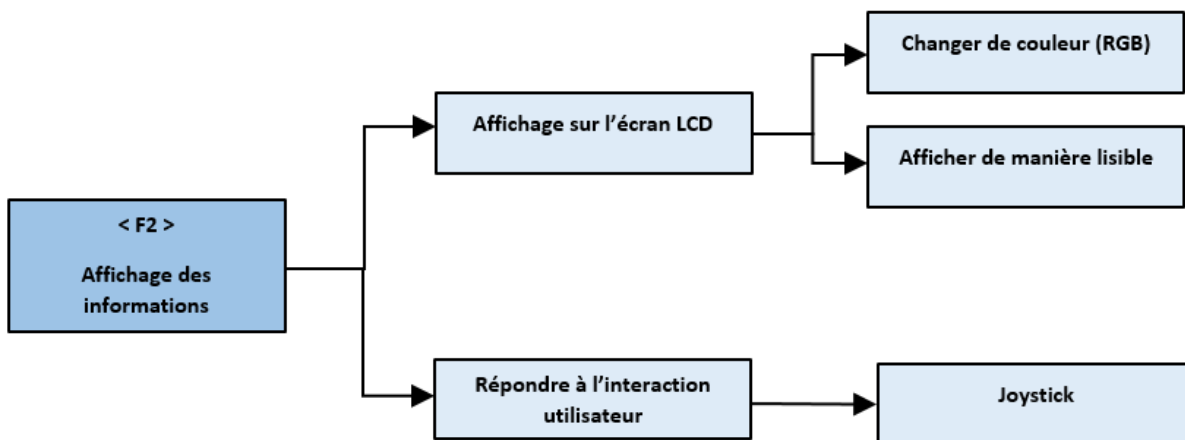 Changer de couleur (RGB)
Affichage sur l'écran LCD
Afficher de manière lisible
< F2 >
Affichage des
informations
Répondre à l'interaction
utilisateur
Joystick